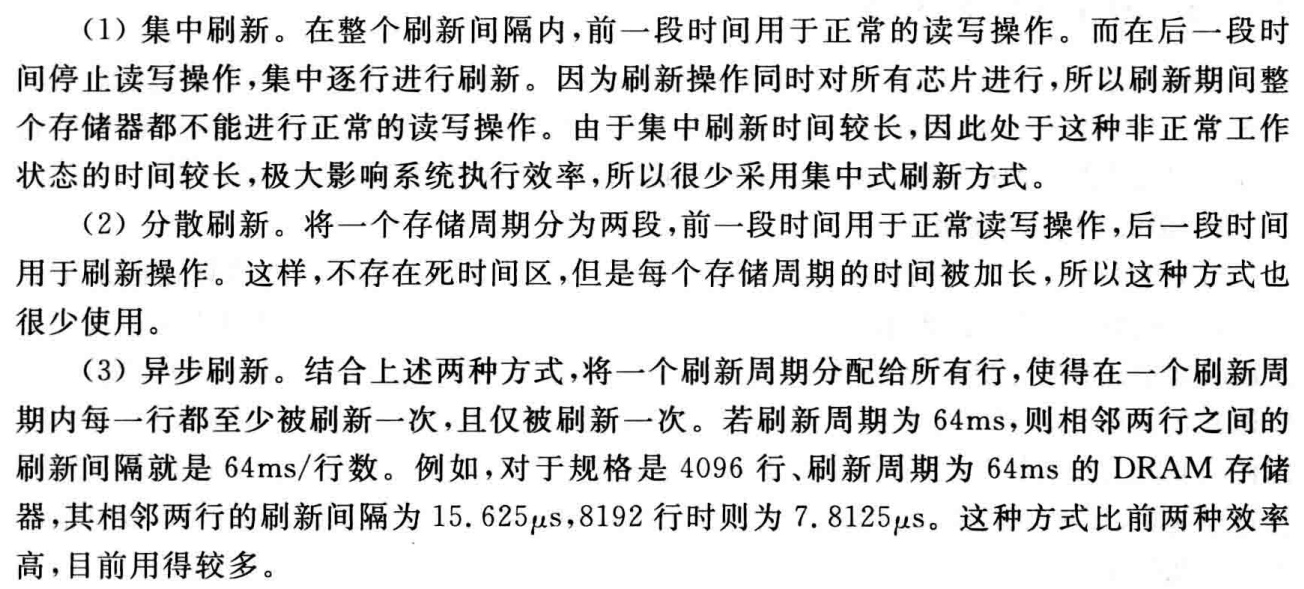 (1) 集中刷新。在整个刷新间隔内,前一段时间用于正常的读写操作。而在后一段时
间停止读写操作,集中逐行进行刷新。因为刷新操作同时对所有芯片进行,所以刷新期间整
个存储器都不能进行正常的读写操作。由于集中刷新时间较长,因此处于这种非正常工作
状态的时间较长,极大影响系统执行效率,所以很少采用集中式刷新方式。
(2) 分散刷新。将一个存储周期分为两段,前一段时间用于正常读写操作,后一段时间
用于刷新操作。这样,不存在死时间区,但是每个存储周期的时间被加长,所以这种方式也
很少使用。
(3) 异步刷新。结合上述两种方式,将一个刷新周期分配给所有行,使得在一个刷新周
期内每一行都至少被刷新一次,且仅被刷新一次。若刷新周期为 64ms,则相邻两行之间的
刷新间隔就是 64ms/行数。例如,对于规格是 4096 行、刷新周期为 64ms 的 DRAM 存储
器,其相邻两行的刷新间隔为 15.625μs,8192 行时则为 7.8125μs。这种方式比前两种效率
高,目前用得较多。